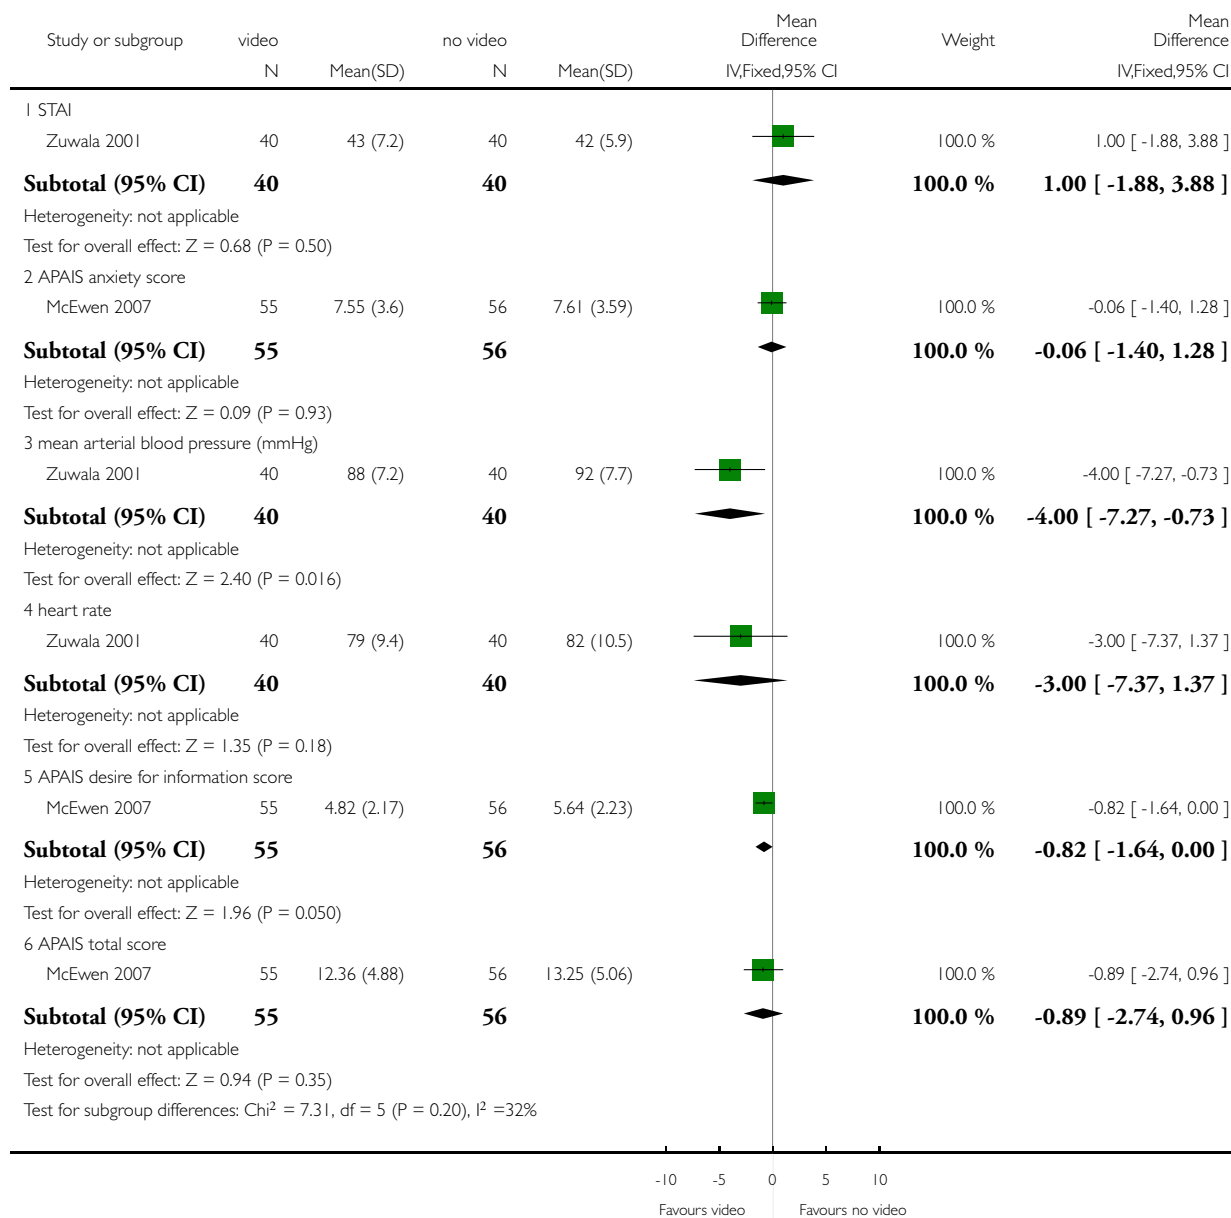 Study or subgroup video no video Mean Difference Weight Mean Difference
N Mean(SD) N Mean(SD) IV,Fixed,95% CI IV,Fixed,95% CI
1 STAI
Zuwala 2001 40 43 (7.2) 40 42 (5.9) 100.0 % 1.00 [ -1.88, 3.88 ]
Subtotal (95% CI) 40 40 100.0 % 1.00 [ -1.88, 3.88 ]
Heterogeneity: not applicable
Test for overall effect: Z = 0.68 (P = 0.50)
2 APAIS anxiety score
McEwen 2007 55 7.55 (3.6) 56 7.61 (3.59) 100.0 % -0.06 [ -1.40, 1.28 ]
Subtotal (95% CI) 55 56 100.0 % -0.06 [ -1.40, 1.28 ]
Heterogeneity: not applicable
Test for overall effect: Z = 0.09 (P = 0.93)
3 mean arterial blood pressure (mmHg)
Zuwala 2001 40 88 (7.2) 40 92 (7.7) 100.0 % -4.00 [ -7.27, -0.73 ]
Subtotal (95% CI) 40 40 100.0 % -4.00 [ -7.27, -0.73 ]
Heterogeneity: not applicable
Test for overall effect: Z = 2.40 (P = 0.016)
4 heart rate
Zuwala 2001 40 79 (9.4) 40 82 (10.5) 100.0 % -3.00 [ -7.37, 1.37 ]
Subtotal (95% CI) 40 40 100.0 % -3.00 [ -7.37, 1.37 ]
Heterogeneity: not applicable
Test for overall effect: Z = 1.35 (P = 0.18)
5 APAIS desire for information score
McEwen 2007 55 4.82 (2.17) 56 5.64 (2.23) 100.0 % -0.82 [ -1.64, 0.00 ]
Subtotal (95% CI) 55 56 100.0 % -0.82 [ -1.64, 0.00 ]
Heterogeneity: not applicable
Test for overall effect: Z = 1.96 (P = 0.050)
6 APAIS total score
McEwen 2007 55 12.36 (4.88) 56 13.25 (5.06) 100.0 % -0.89 [ -2.74, 0.96 ]
Subtotal (95% CI) 55 56 100.0 % -0.89 [ -2.74, 0.96 ]
Heterogeneity: not applicable
Test for overall effect: Z = 0.94 (P = 0.35)
Test for subgroup differences: Chi² = 7.31, df = 5 (P = 0.20), I² =32%
-10 -5 0 5 10
Favours video Favours no video